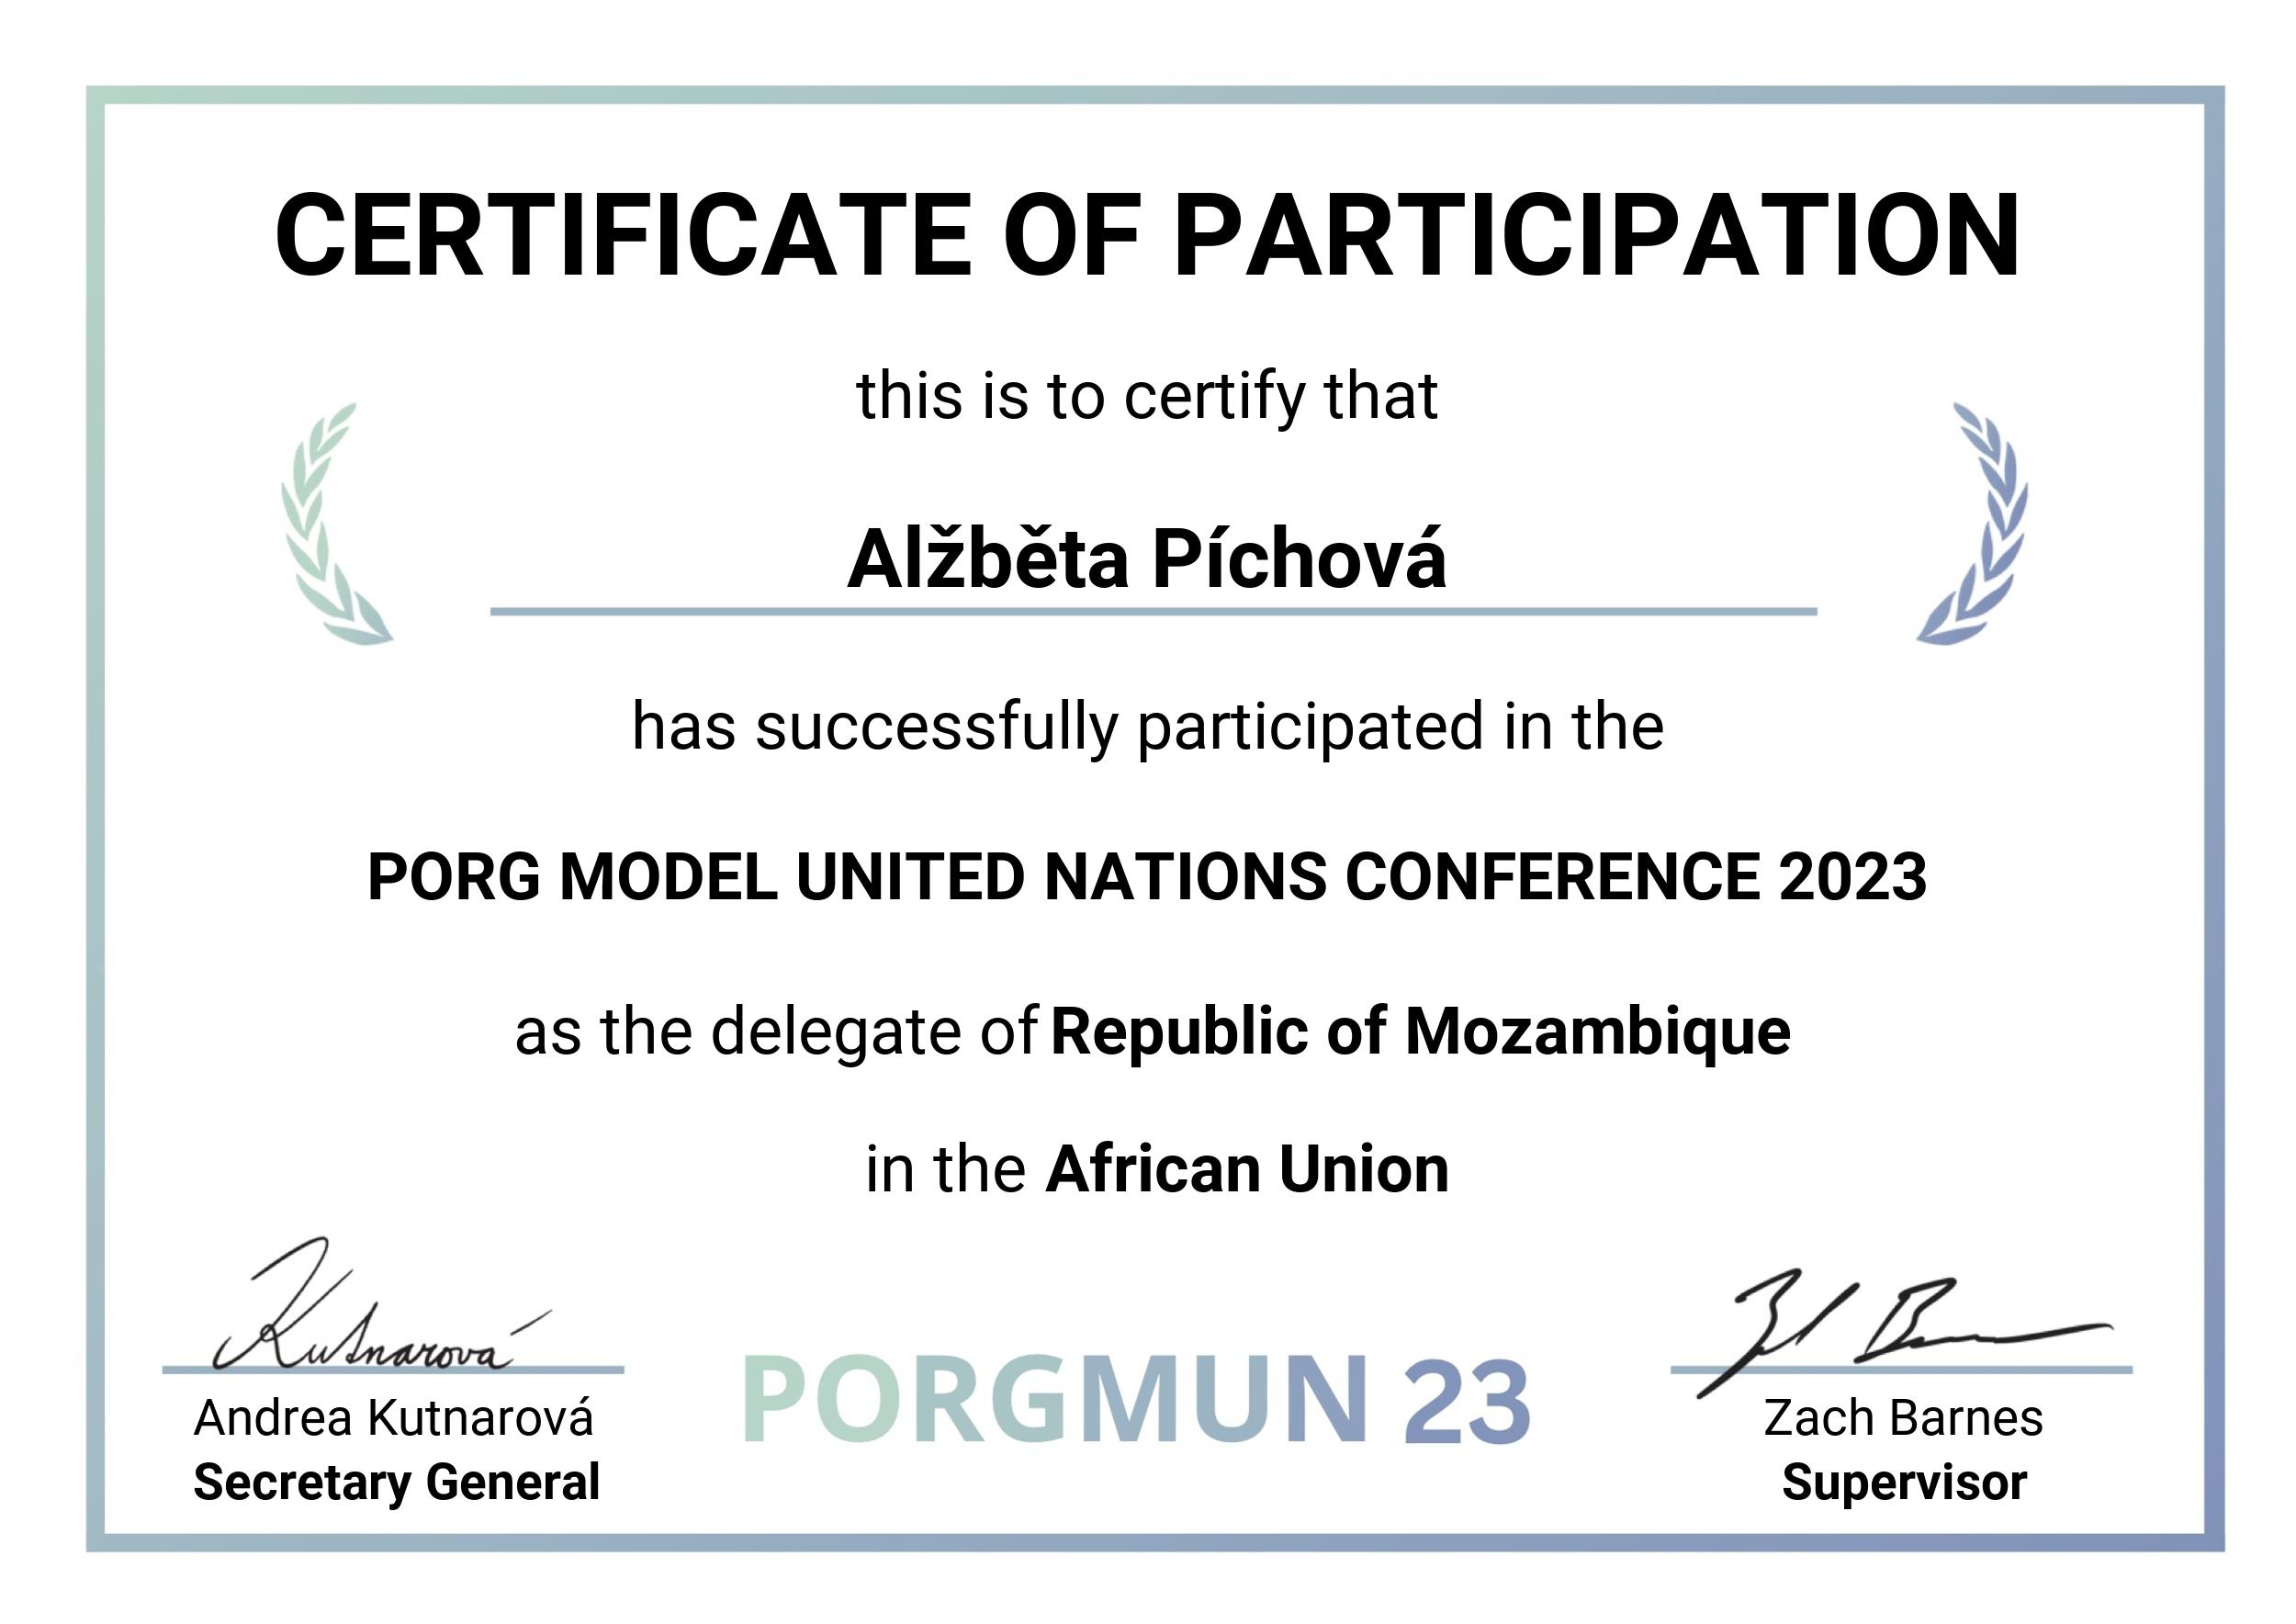 CERTIFICATE OF PARTICIPATION
this is to certify that
Alžběta Píchová
has successfully participated in the
PORG MODEL UNITED NATIONS CONFERENCE 2023
as the delegate of Republic of Mozambique
in the African Union
Kutnarová
Andrea Kutnarová
Secretary General
PORGMUN 23
Zach Barnes
Supervisor